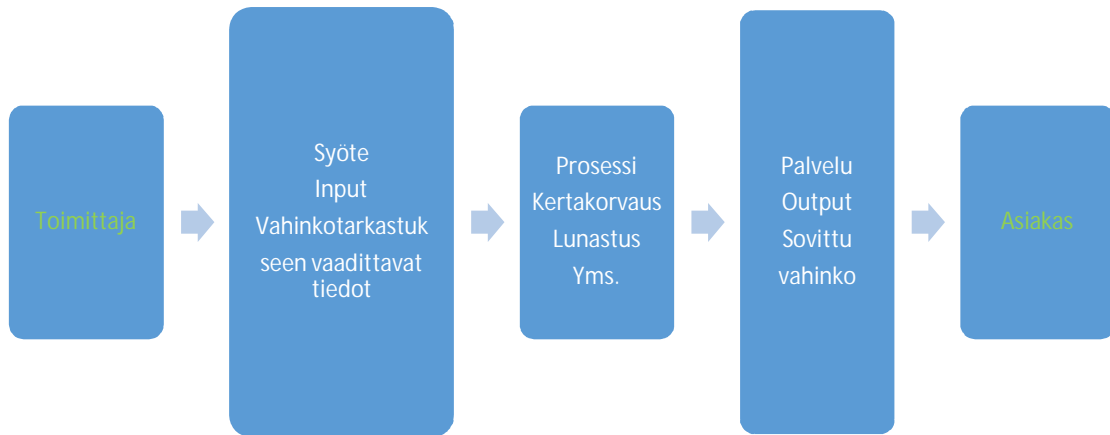 Toimittaja
Syöte
Input
Vahinkotarkastuk
seen vaadittavat
tiedot
Prosessi
Kertakorvaus
Lunastus
Yms.
Palvelu
Output
Sovittu
vahinko
Asiakas